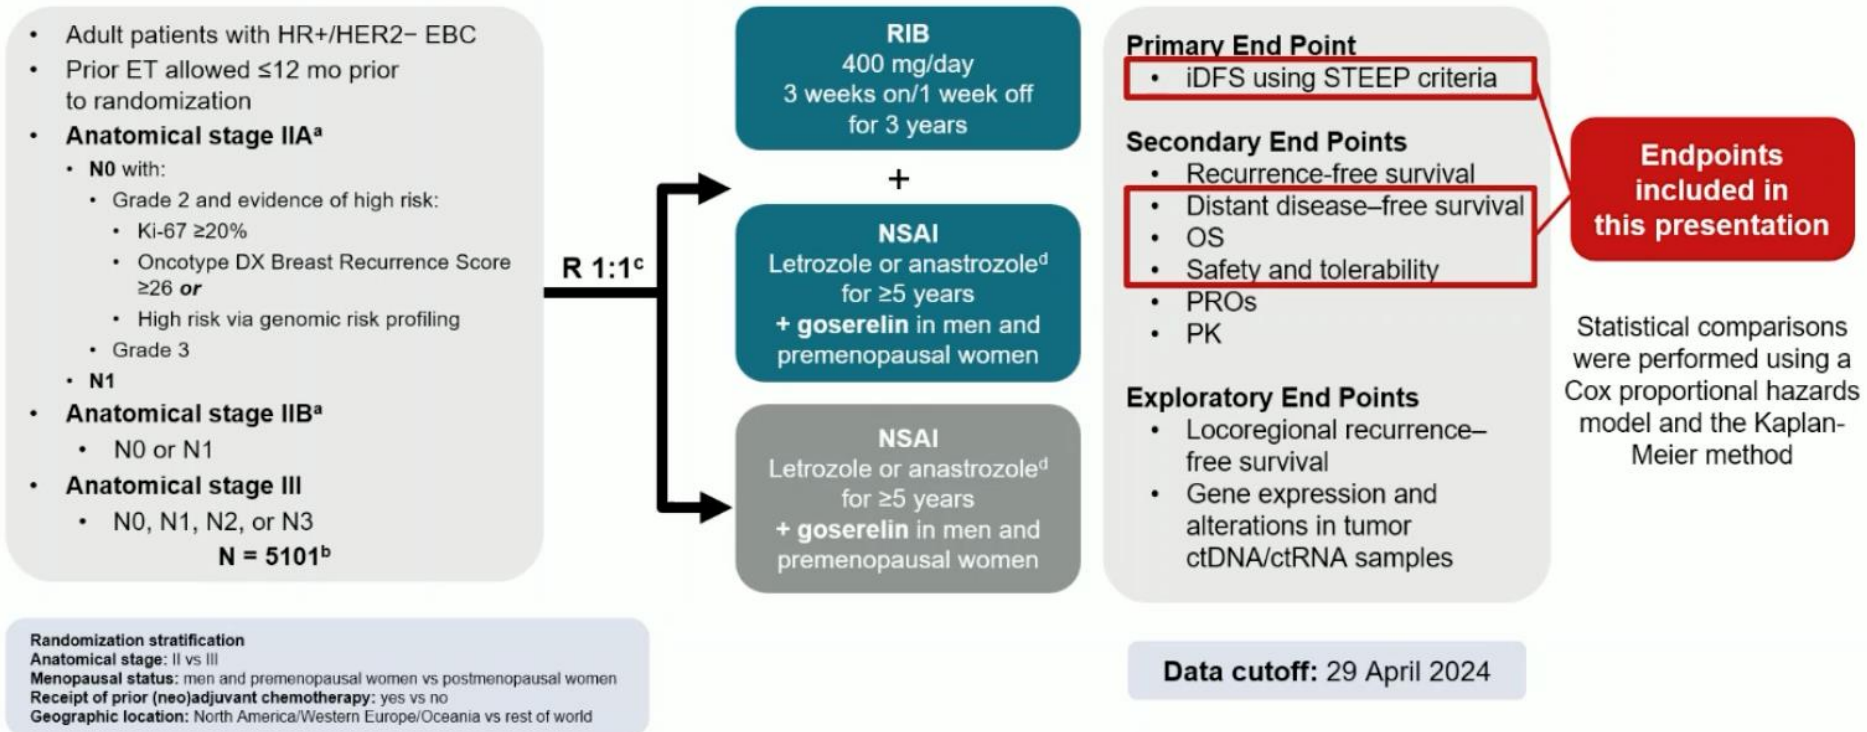 • Adult patients with HR+/HER2− EBC
• Prior ET allowed ≤12 mo prior
to randomization
• Anatomical stage IIAᵃ
• N0 with:
• Grade 2 and evidence of high risk:
• Ki-67 ≥20%
• Oncotype DX Breast Recurrence Score
≥26 or
• High risk via genomic risk profiling
• Grade 3
• N1
• Anatomical stage IIBᵃ
• N0 or N1
• Anatomical stage III
• N0, N1, N2, or N3
N = 5101ᵇ
R 1:1ᶜ
RIB
400 mg/day
3 weeks on/1 week off
for 3 years
+
NSAI
Letrozole or anastrozoleᵈ
for ≥5 years
+ goserelin in men and
premenopausal women
NSAI
Letrozole or anastrozoleᵈ
for ≥5 years
+ goserelin in men and
premenopausal women
Primary End Point
• iDFS using STEEP criteria
Secondary End Points
• Recurrence-free survival
• Distant disease–free survival
• OS
• Safety and tolerability
• PROs
• PK
Exploratory End Points
• Locoregional recurrence–
free survival
• Gene expression and
alterations in tumor
ctDNA/ctRNA samples
Endpoints
included in
this presentation
Statistical comparisons
were performed using a
Cox proportional hazards
model and the Kaplan-
Meier method
Randomization stratification
Anatomical stage: II vs III
Menopausal status: men and premenopausal women vs postmenopausal women
Receipt of prior (neo)adjuvant chemotherapy: yes vs no
Geographic location: North America/Western Europe/Oceania vs rest of world
Data cutoff: 29 April 2024